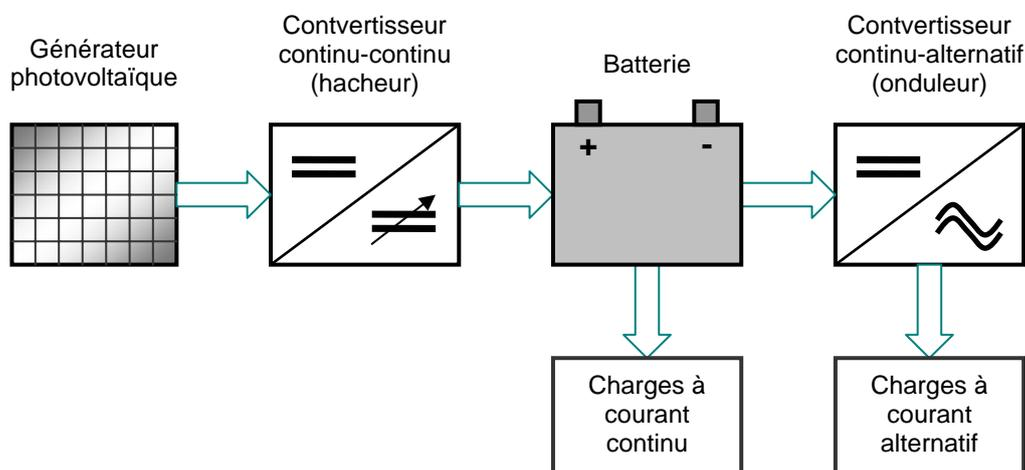 Générateur
photovoltaïque
Contvertisseur
continu-continu
(hacheur)
Batterie
Contvertisseur
continu-alternatif
(onduleur)
+ -
Charges à
courant
continu
Charges à
courant
alternatif